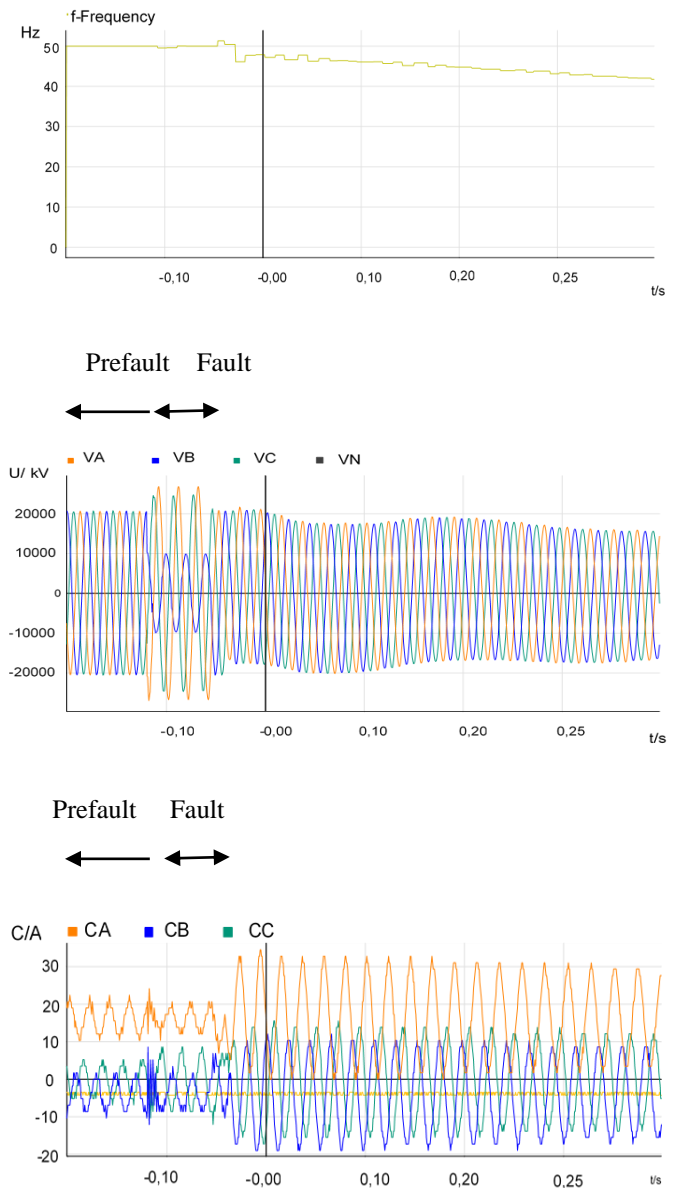 f-Frequency
Hz
50
40
30
20
10
0
-0,10 -0,00 0,10 0,20 0,25
t/s
Prefault Fault
VA VB VC VN
U/ kV
20000
10000
0
-10000
-20000
-0,10 -0,00 0,10 0,20 0,25
t/s
Prefault Fault
C/A CA CB CC
30
20
10
0
-10
-20
-0,10 -0,00 0,10 0,20 0,25
t/s